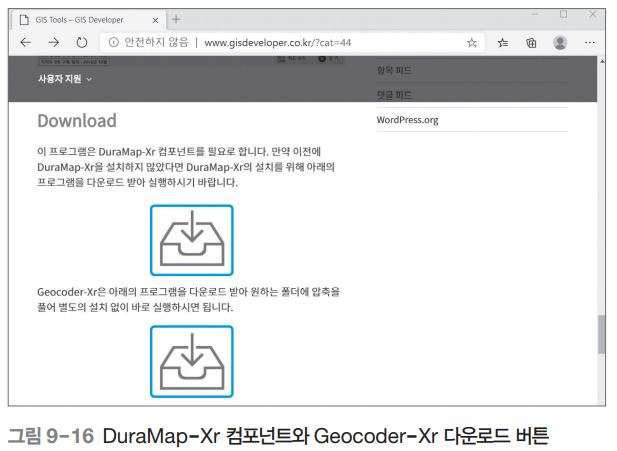 GIS Tools – GIS Developer
안전하지 않음 | www.gisdeveloper.co.kr/?cat=44
사용자 지원
항목 피드
댓글 피드
WordPress.org
Download
이 프로그램은 DuraMap-Xr 컴포넌트를 필요로 합니다. 만약 이전에
DuraMap-Xr을 설치하지 않았다면 DuraMap-Xr의 설치를 위해 아래의
프로그램을 다운로드 받아 실행하시기 바랍니다.
Geocoder-Xr은 아래의 프로그램을 다운로드 받아 원하는 폴더에 압축을
풀어 별도의 설치 없이 바로 실행하시면 됩니다.
그림 9-16 DuraMap-Xr 컴포넌트와 Geocoder-Xr 다운로드 버튼